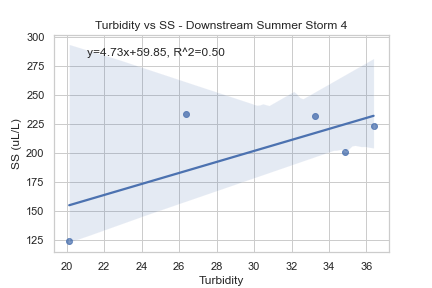 Turbidity vs SS - Downstream Summer Storm 4
y=4.73x+59.85, R^2=0.50
SS (uL/L)
300
275
250
225
200
175
150
125
20 22 24 26 28 30 32 34 36
Turbidity